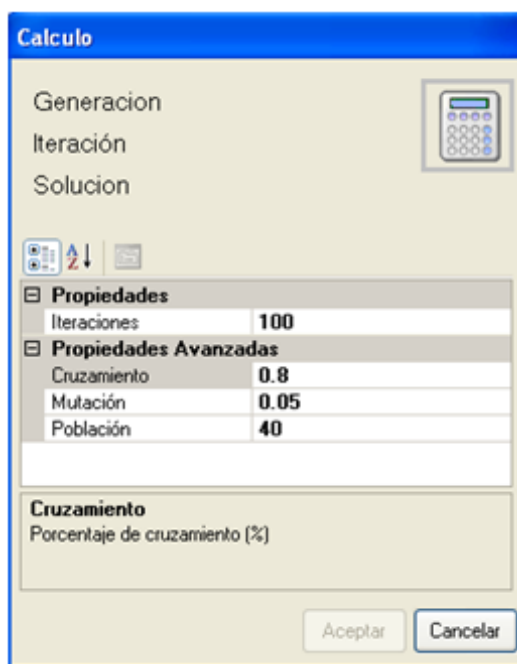 Calculo
Generacion
Iteración
Solucion
Propiedades
Iteraciones 100
Propiedades Avanzadas
Cruzamiento 0.8
Mutación 0.05
Población 40
Cruzamiento
Porcentaje de cruzamiento (%)
Aceptar Cancelar